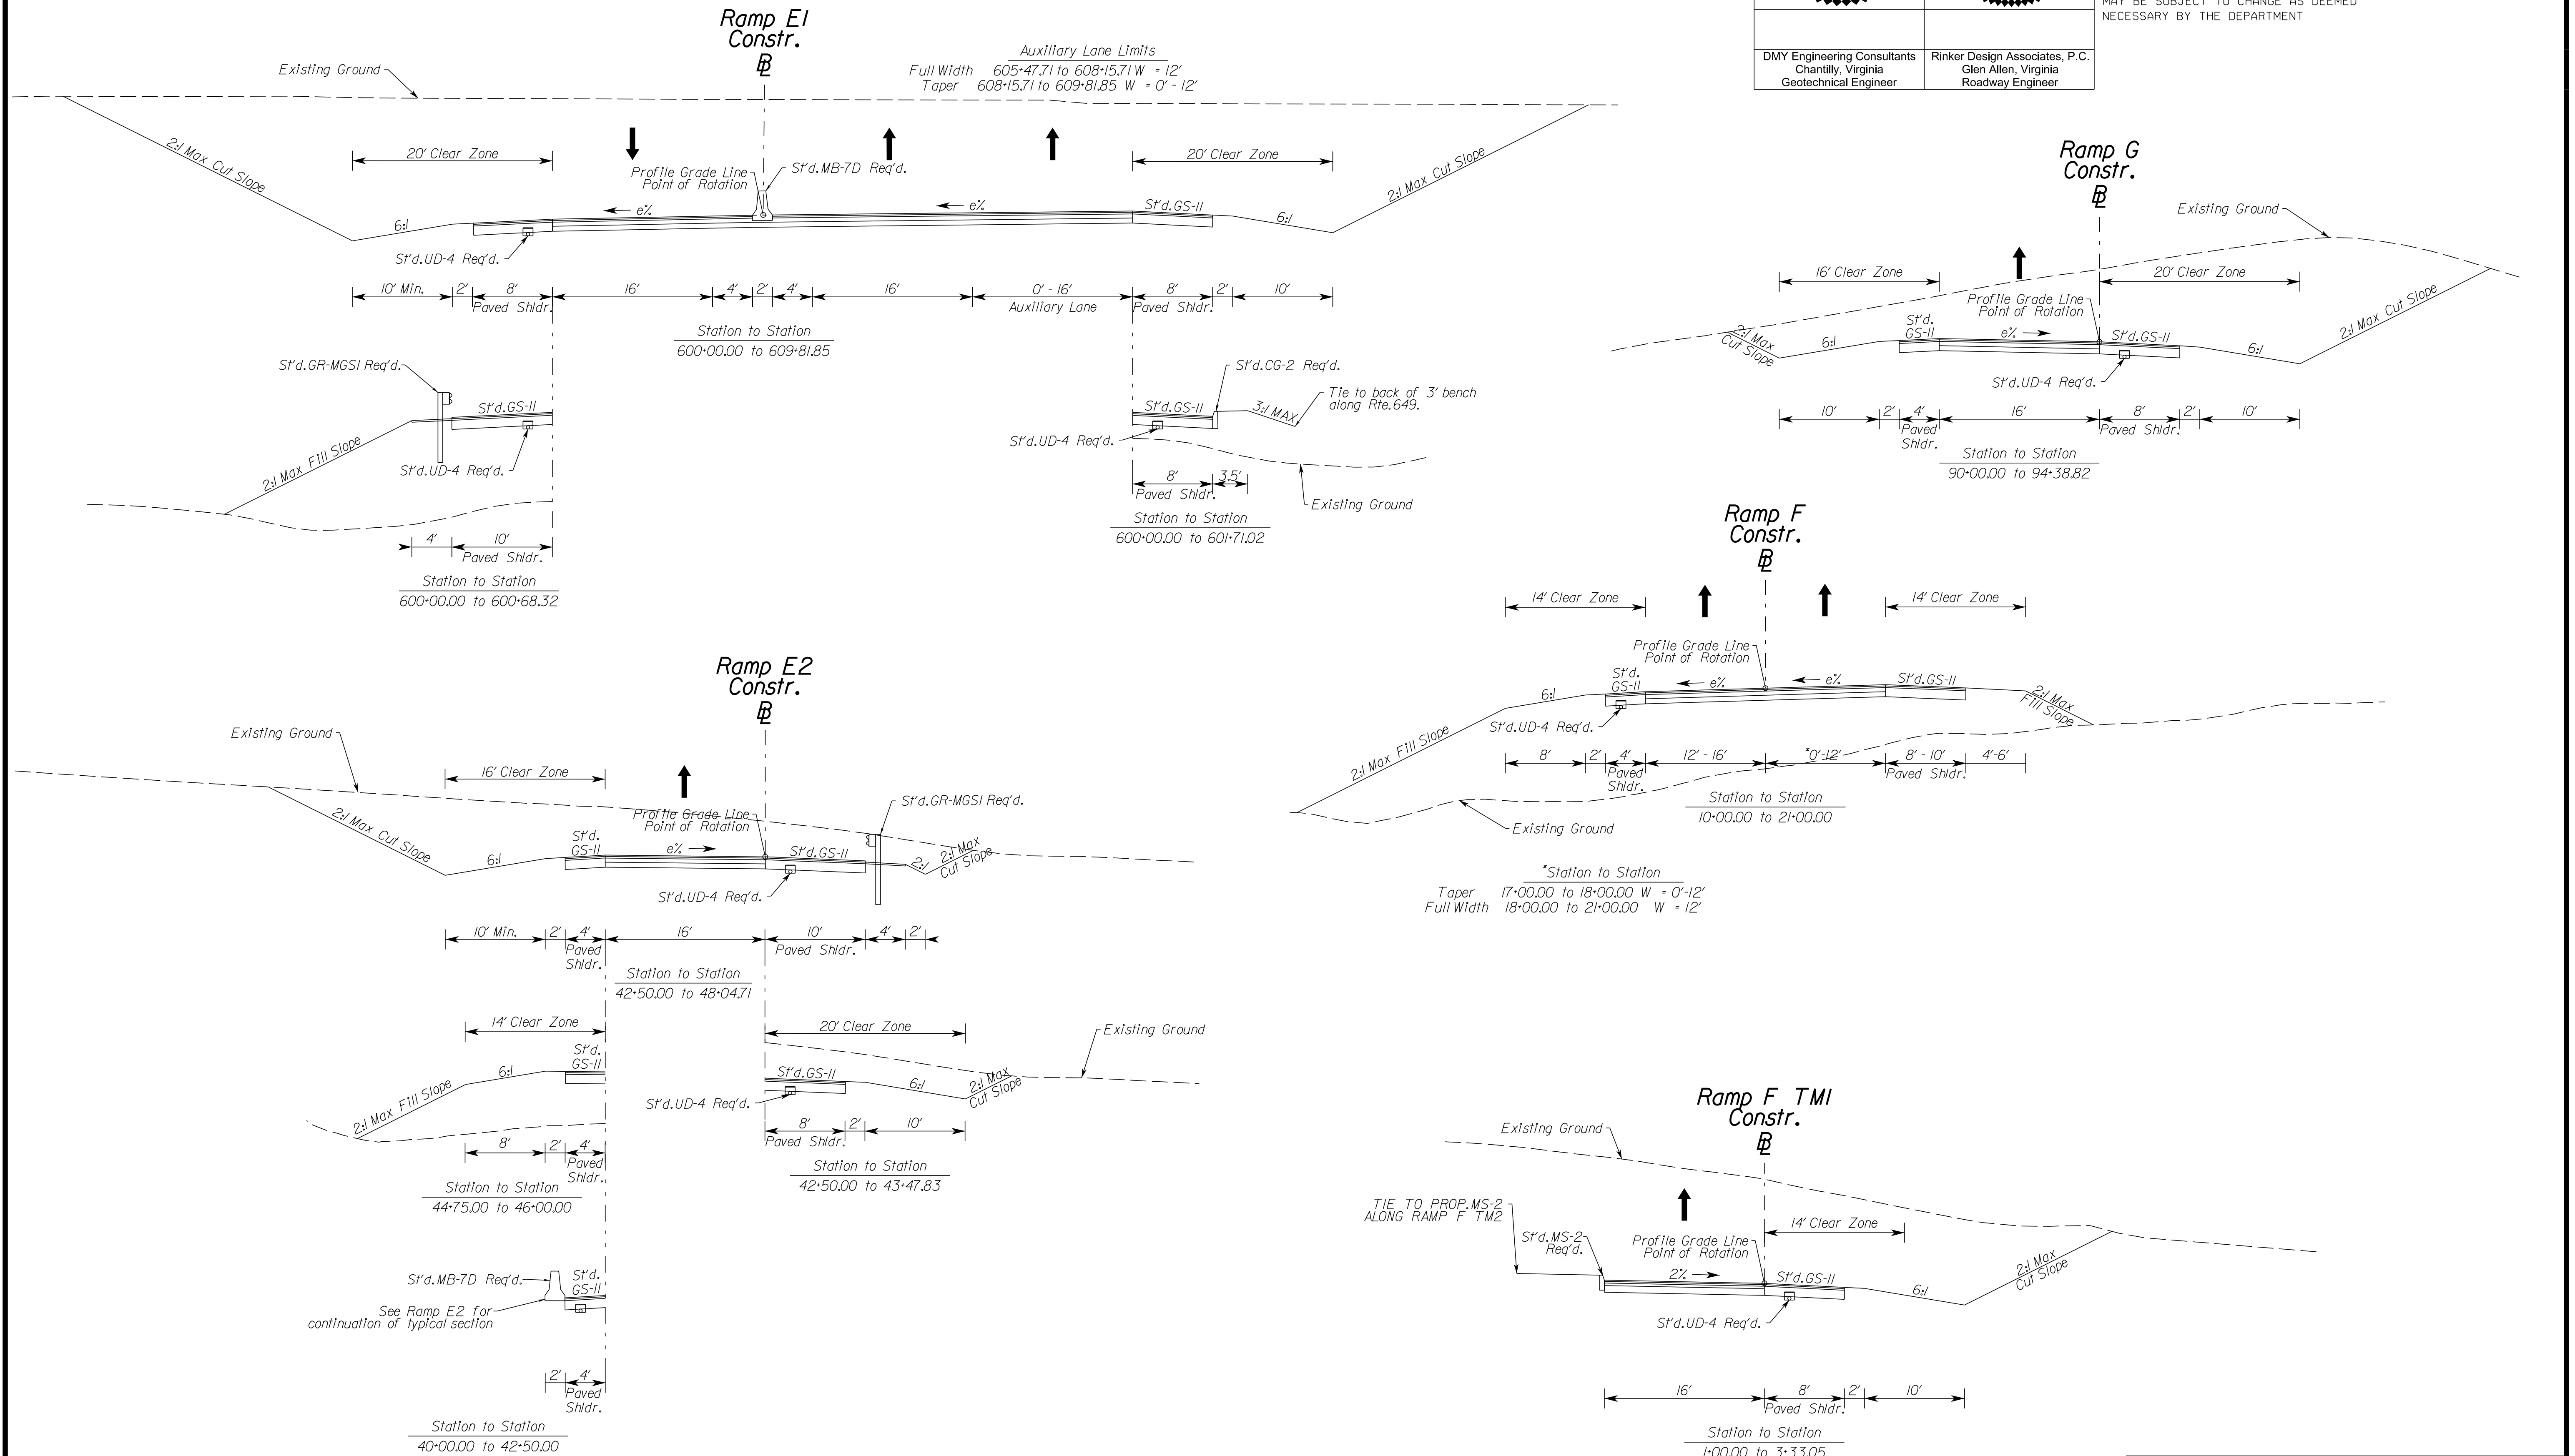 MAY BE SUBJECT TO CHANGE AS DEEMED
NECESSARY BY THE DEPARTMENT
DMY Engineering Consultants
Chantilly, Virginia
Geotechnical Engineer
Rinker Design Associates, P.C.
Glen Allen, Virginia
Roadway Engineer
Ramp E1
Constr.
BL
Auxiliary Lane Limits
Full Width 605+47.71 to 608+15.71 W = 12'
Taper 608+15.71 to 609+81.85 W = 0' - 12'
Existing Ground
2:1 Max Cut Slope
20' Clear Zone
Profile Grade Line
Point of Rotation
St'd. MB-7D Req'd.
20' Clear Zone
2:1 Max Cut Slope
6:1
e%
e%
St'd. GS-11
6:1
St'd. UD-4 Req'd.
10' Min. 2' 8' 16' 4' 2' 4' 16' 0' - 16' 8' 2' 10'
Paved Shldr. Auxiliary Lane Paved Shldr.
Station to Station
600+00.00 to 609+81.85
St'd. GR-MGS1 Req'd.
St'd. GS-11
2:1 Max Fill Slope
St'd. UD-4 Req'd.
4' 10'
Paved Shldr.
Station to Station
600+00.00 to 600+68.32
St'd. CG-2 Req'd.
Tie to back of 3' bench
along Rte. 649.
St'd. GS-11
3:1 MAX
St'd. UD-4 Req'd.
8' 3.5'
Paved Shldr.
Existing Ground
Station to Station
600+00.00 to 601+71.02
Ramp G
Constr.
BL
Existing Ground
16' Clear Zone
20' Clear Zone
Profile Grade Line
Point of Rotation
2:1 Max
Cut Slope
6:1
St'd.
GS-11
e%
St'd. GS-11
6:1
2:1 Max Cut Slope
St'd. UD-4 Req'd.
10' 2' 4' 16' 8' 2' 10'
Paved
Shldr.
Paved Shldr.
Station to Station
90+00.00 to 94+38.82
Ramp F
Constr.
BL
14' Clear Zone
14' Clear Zone
Profile Grade Line
Point of Rotation
6:1
St'd.
GS-11
e%
e%
St'd. GS-11
2:1 Max
Fill Slope
St'd. UD-4 Req'd.
2:1 Max Fill Slope
8' 2' 4' 12' - 16' *0'-12' 8' - 10' 4'-6'
Paved
Shldr.
Paved Shldr.
Existing Ground
Station to Station
10+00.00 to 21+00.00
*Station to Station
Taper 17+00.00 to 18+00.00 W = 0'-12'
Full Width 18+00.00 to 21+00.00 W = 12'
Ramp E2
Constr.
BL
Existing Ground
16' Clear Zone
Profile Grade Line
Point of Rotation
St'd. GR-MGS1 Req'd.
2:1 Max Cut Slope
6:1
St'd.
GS-11
e%
St'd. GS-11
2:1
2:1 Max
Cut Slope
St'd. UD-4 Req'd.
10' Min. 2' 4' 16' 10' 4' 2'
Paved
Shldr.
Paved Shldr.
Station to Station
42+50.00 to 48+04.71
14' Clear Zone
St'd.
GS-11
6:1
2:1 Max Fill Slope
8' 2' 4'
Paved
Shldr.
Station to Station
44+75.00 to 46+00.00
20' Clear Zone
Existing Ground
St'd. GS-11
6:1
2:1 Max
Cut Slope
St'd. UD-4 Req'd.
8' 2' 10'
Paved Shldr.
Station to Station
42+50.00 to 43+47.83
St'd. MB-7D Req'd.
St'd.
GS-11
See Ramp E2 for
continuation of typical section
2' 4'
Paved
Shldr.
Station to Station
40+00.00 to 42+50.00
Ramp F TM1
Constr.
BL
Existing Ground
TIE TO PROP. MS-2
ALONG RAMP F TM2
St'd. MS-2
Req'd.
Profile Grade Line
Point of Rotation
14' Clear Zone
2%
St'd. GS-11
6:1
2:1 Max
Cut Slope
St'd. UD-4 Req'd.
16' 8' 2' 10'
Paved Shldr.
Station to Station
1+00.00 to 3+33.05